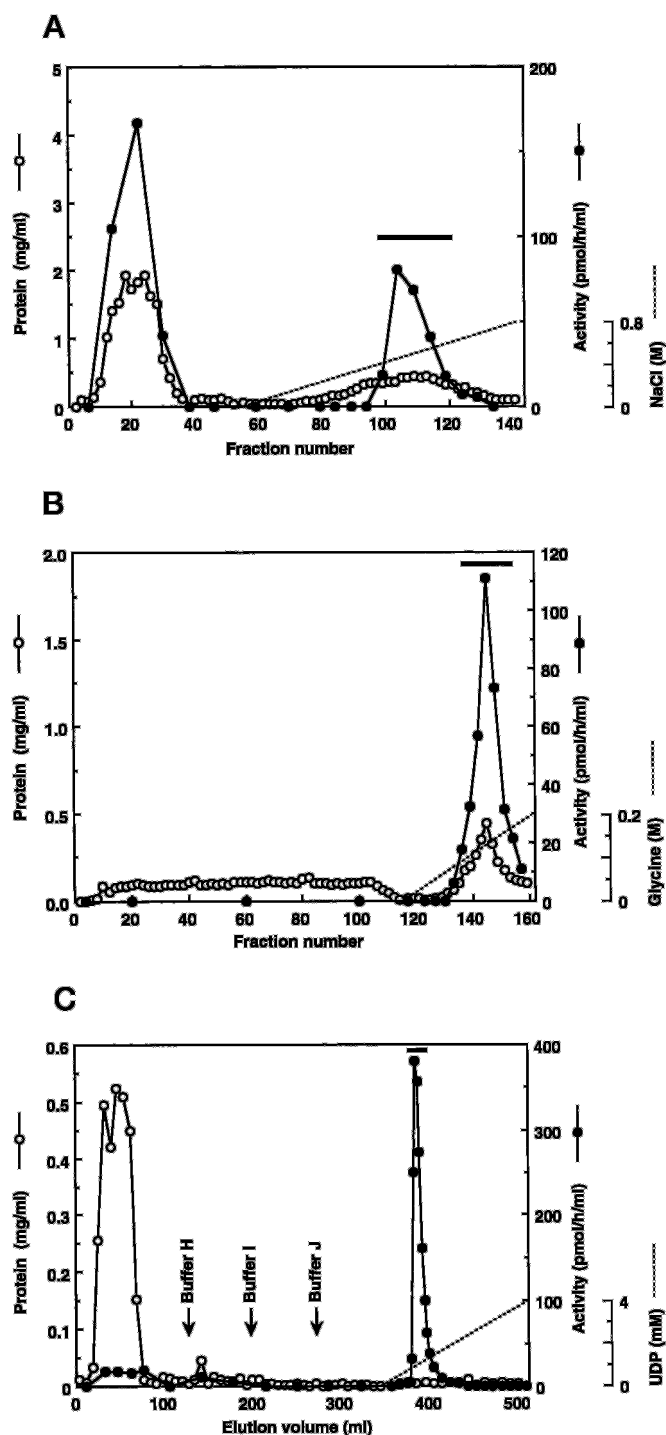 A
5
4
3
2
1
0
Protein (mg/ml)
200
100
0
Activity (pmol/h/ml)
0.8
0
NaCl (M)
0 20 40 60 80 100 120 140
Fraction number
B
2.0
1.5
1.0
0.5
0.0
Protein (mg/ml)
120
100
80
60
40
20
0
Activity (pmol/h/ml)
0.2
0
Glycine (M)
0 20 40 60 80 100 120 140 160
Fraction number
C
0.6
0.5
0.4
0.3
0.2
0.1
0
Protein (mg/ml)
Buffer H
Buffer I
Buffer J
400
300
200
100
0
Activity (pmol/h/ml)
4
0
UDP (mM)
0 100 200 300 400 500
Elution volume (ml)